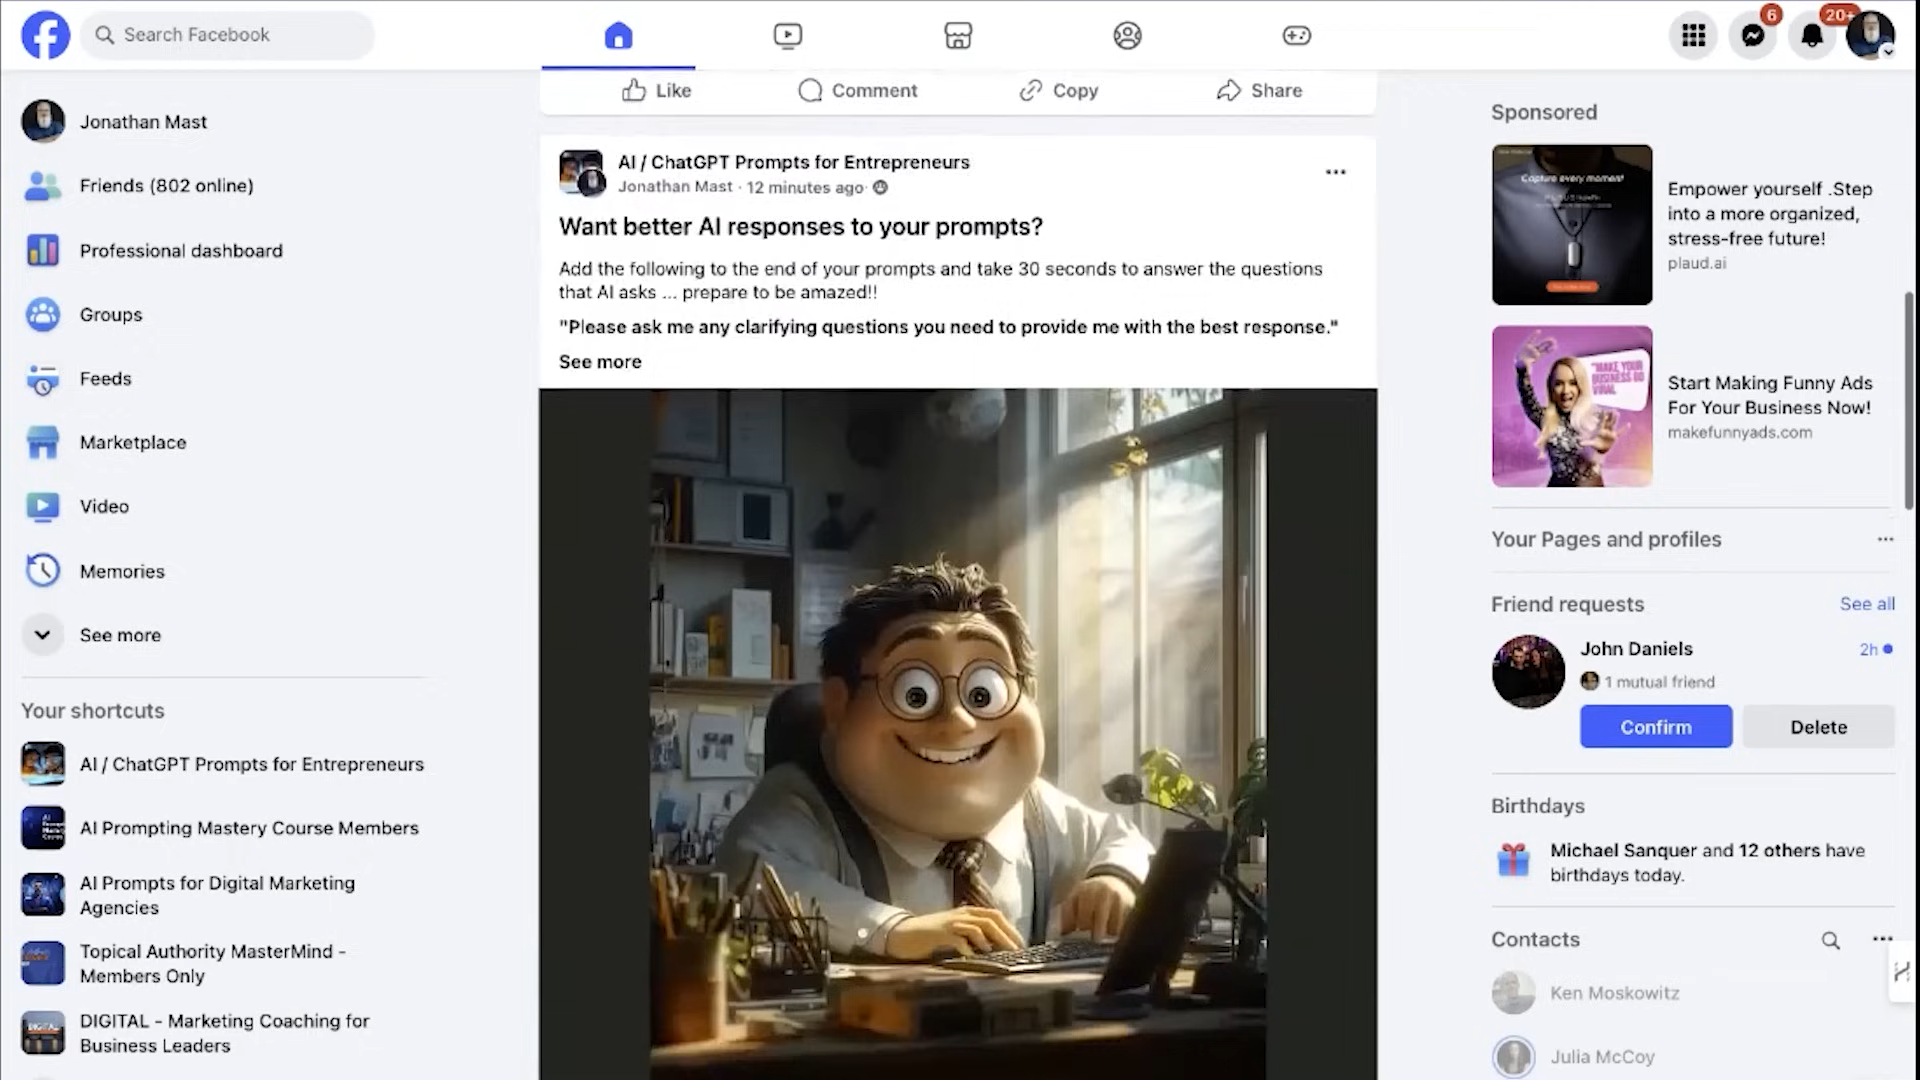 Search Facebook
6
20+
Jonathan Mast
Friends (802 online)
Professional dashboard
Groups
Feeds
Marketplace
Video
Memories
See more
Your shortcuts
AI / ChatGPT Prompts for Entrepreneurs
AI Prompting Mastery Course Members
AI Prompts for Digital Marketing
Agencies
Topical Authority MasterMind -
Members Only
DIGITAL - Marketing Coaching for
Business Leaders
Like
Comment
Copy
Share
AI / ChatGPT Prompts for Entrepreneurs
Jonathan Mast · 12 minutes ago ·
Want better AI responses to your prompts?
Add the following to the end of your prompts and take 30 seconds to answer the questions
that AI asks ... prepare to be amazed!!
"Please ask me any clarifying questions you need to provide me with the best response."
See more
Sponsored
Capture every moment
Empower yourself .Step
into a more organized,
stress-free future!
plaud.ai
"MAKE YOUR
BUSINESS GO
VIRAL
Start Making Funny Ads
For Your Business Now!
makefunnyads.com
Your Pages and profiles
Friend requests
See all
John Daniels
2h
1 mutual friend
Confirm
Delete
Birthdays
Michael Sanquer and 12 others have
birthdays today.
Contacts
Ken Moskowitz
Julia McCoy